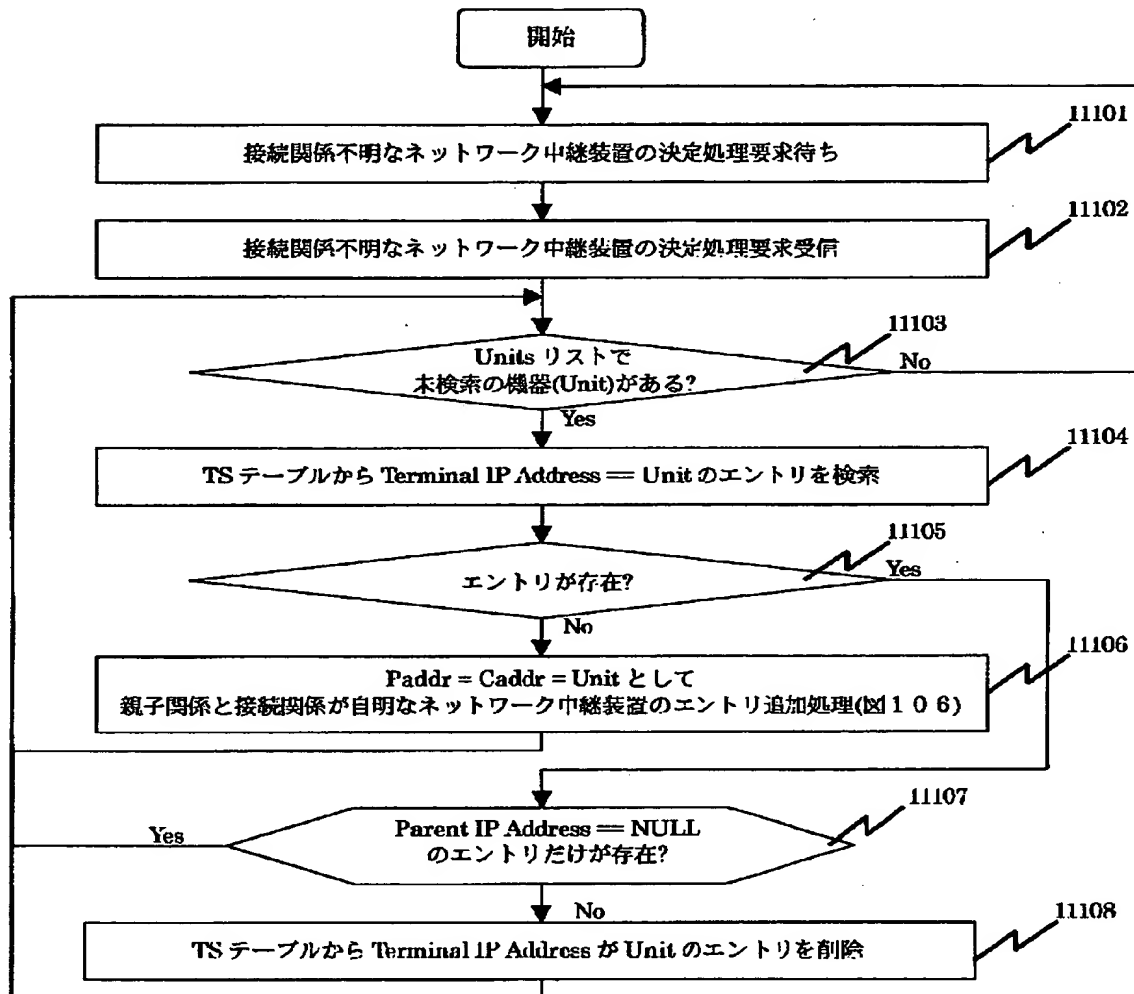 開始
11101
接続関係不明なネットワーク中継装置の決定処理要求待ち
11102
接続関係不明なネットワーク中継装置の決定処理要求受信
11103
Units リストで
未検索の機器(Unit)がある?
No
Yes
11104
TS テーブルから Terminal IP Address == Unit のエントリを検索
11105
エントリが存在?
Yes
No
11106
Paddr = Caddr = Unit として
親子関係と接続関係が自明なネットワーク中継装置のエントリ追加処理(図１０６)
11107
Parent IP Address == NULL
のエントリだけが存在?
Yes
No
11108
TS テーブルから Terminal IP Address が Unit のエントリを削除